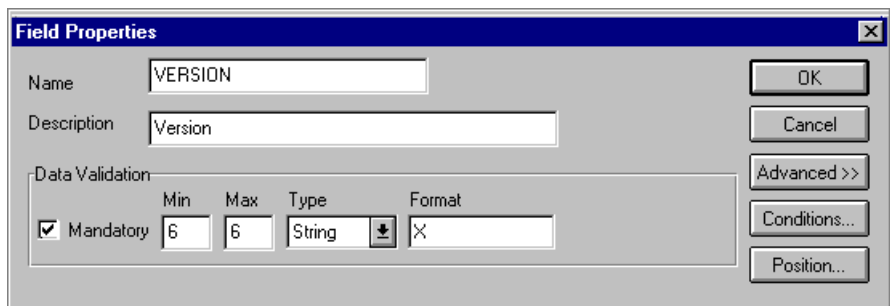 Field Properties
Name VERSION OK
Description Version Cancel
Data Validation Advanced >>
Min Max Type Format
Mandatory 6 6 String X Conditions...
Position...